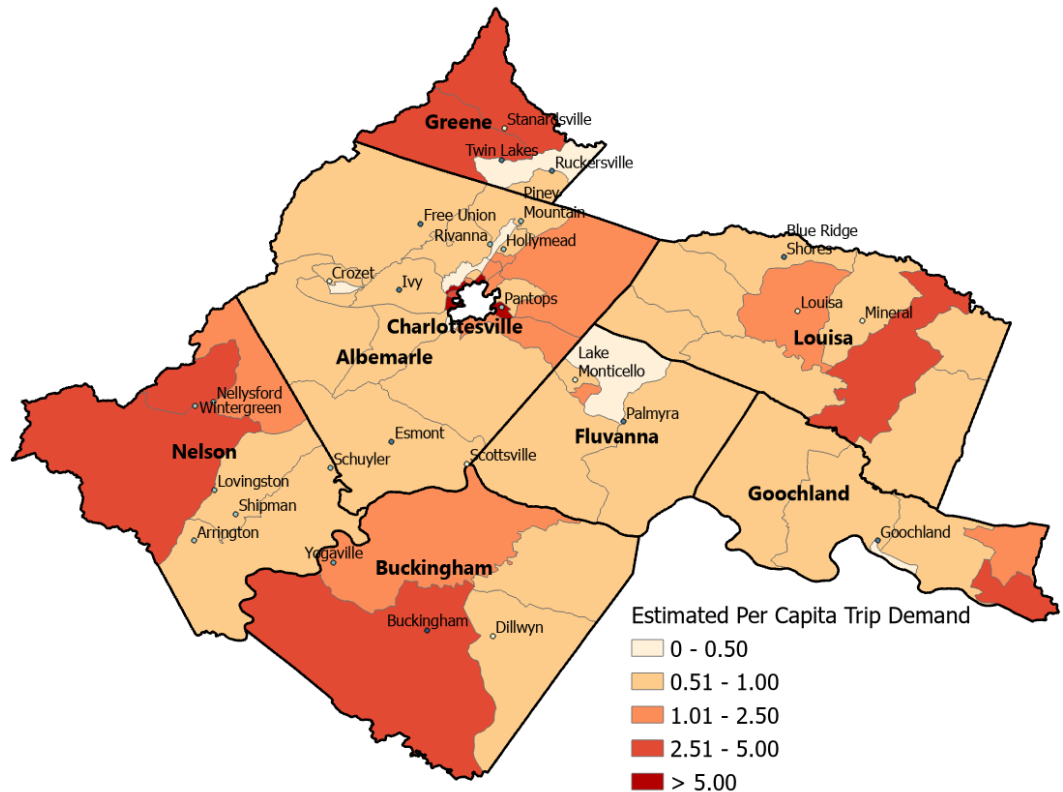 Stanardsville
Greene
Twin Lakes
Ruckersville
Piney
Mountain
Free Union
Rivanna
Hollymead
Blue Ridge
Shores
Crozet
Ivy
Pantops
Charlottesville
Albemarle
Louisa
Mineral
Louisa
Lake
Monticello
Nellysford
Wintergreen
Palmyra
Fluvanna
Nelson
Esmont
Scottsville
Schuyler
Lovingston
Goochland
Shipman
Arrington
Goochland
Yogaville
Buckingham
Buckingham
Dillwyn
Estimated Per Capita Trip Demand
0 - 0.50
0.51 - 1.00
1.01 - 2.50
2.51 - 5.00
> 5.00